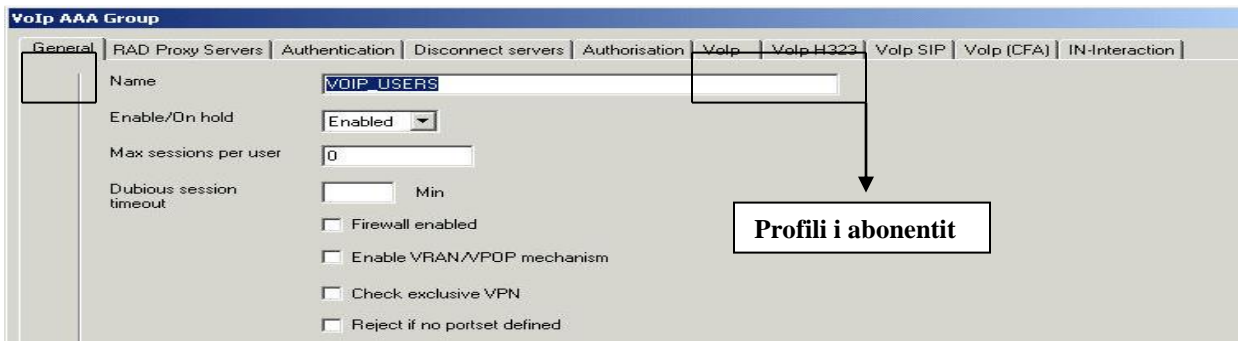 VoIp AAA Group
General RAD Proxy Servers Authentication Disconnect servers Authorisation VoIp VoIp H323 VoIp SIP VoIp (CFA) IN-Interaction
Name VOIP_USERS
Enable/On hold Enabled
Max sessions per user 0
Dubious session timeout Min
Firewall enabled
Profili i abonentit
Enable VRAN/VPOP mechanism
Check exclusive VPN
Reject if no portset defined